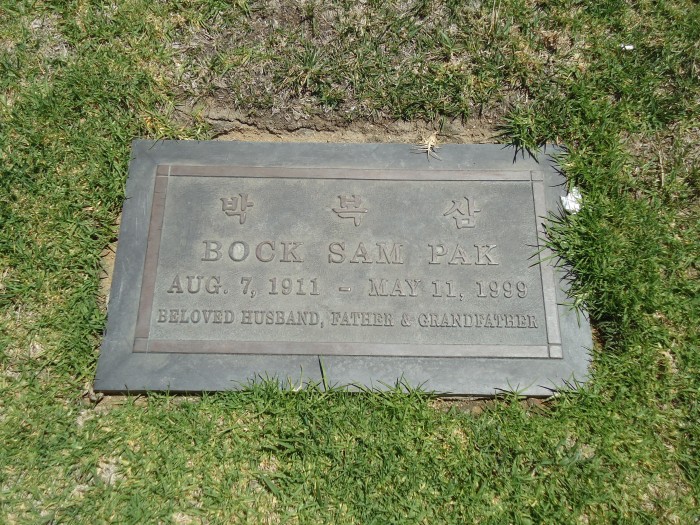 박 복 삼
BOCK SAM PAK
AUG. 7, 1911 - MAY 11, 1999
BELOVED HUSBAND, FATHER & GRANDFATHER